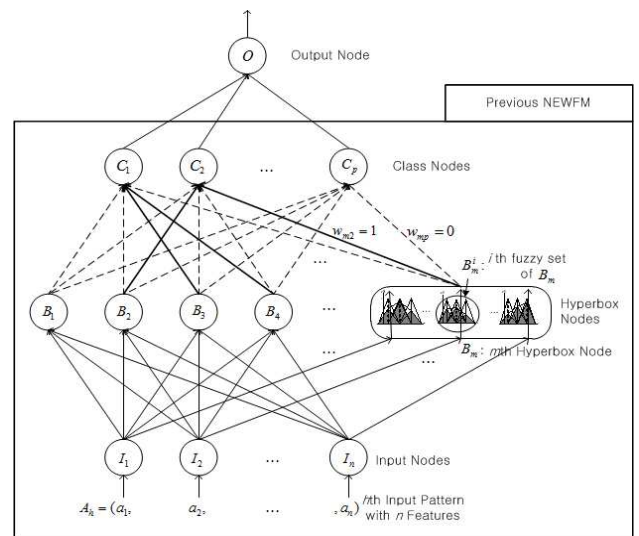 O
Output Node
Previous NEWFM
C₁
C₂
...
Cₚ
Class Nodes
wₘ₂ = 1
wₘₚ = 0
...
Bₘⁱ : i th fuzzy set
of Bₘ
B₁
B₂
B₃
B₄
...
... ...
Hyperbox
Nodes
...
...
Bₘ : mth Hyperbox Node
I₁
I₂
...
Iₙ
Input Nodes
Aₕ = (a₁,
a₂,
...
, aₙ)
hth Input Pattern
with n Features